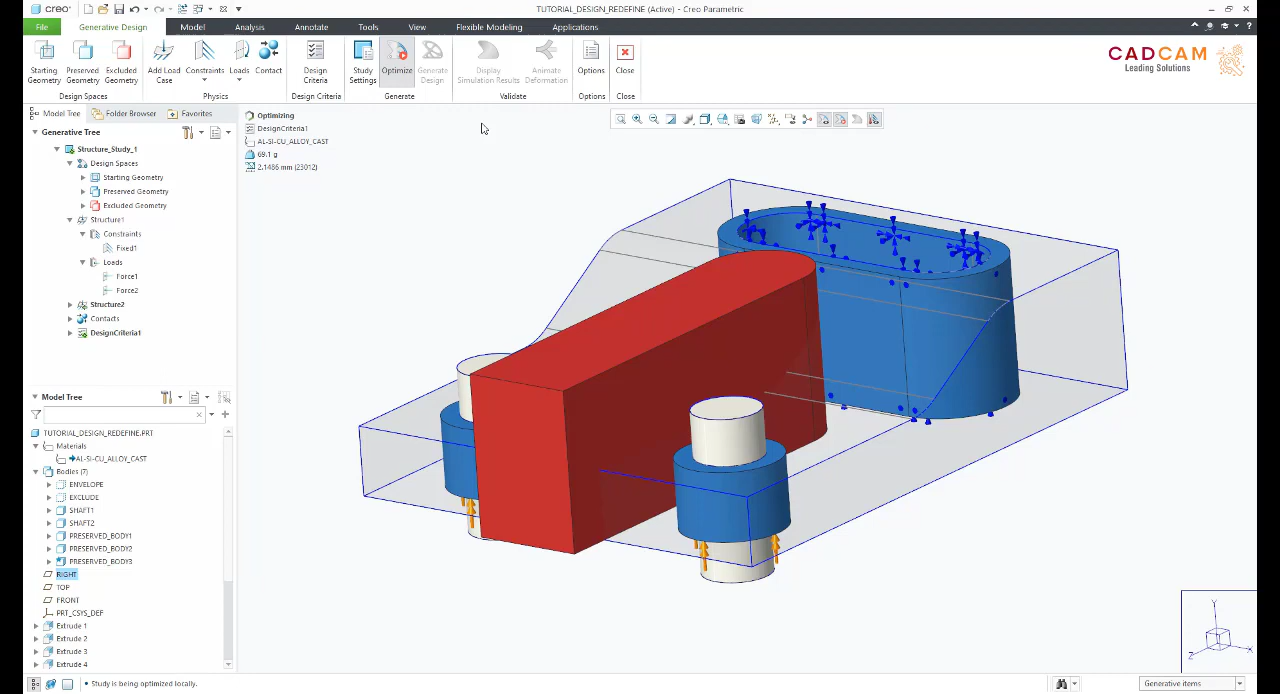 creo
TUTORIAL_DESIGN_REDEFINE (Active) - Creo Parametric
File
Generative Design
Model
Analysis
Annotate
Tools
View
Flexible Modeling
Applications
Starting Geometry
Preserved Geometry
Excluded Geometry
Add Load Case
Constraints
Loads
Contact
Design Criteria
Study Settings
Optimize
Generate Design
Display Simulation Results
Animate Deformation
Options
Close
Design Spaces
Physics
Design Criteria
Generate
Validate
Options
Close
CADCAM
Leading Solutions
Model Tree
Folder Browser
Favorites
Generative Tree
Structure_Study_1
Design Spaces
Starting Geometry
Preserved Geometry
Excluded Geometry
Structure1
Constraints
Fixed1
Loads
Force1
Force2
Structure2
Contacts
DesignCriteria1
Optimizing
DesignCriteria1
AL-SI-CU_ALLOY_CAST
69.1 g
2.1486 mm (23012)
Model Tree
TUTORIAL_DESIGN_REDEFINE.PRT
Materials
AL-SI-CU_ALLOY_CAST
Bodies (7)
ENVELOPE
EXCLUDE
SHAFT1
SHAFT2
PRESERVED_BODY1
PRESERVED_BODY2
PRESERVED_BODY3
RIGHT
TOP
FRONT
PRT_CSYS_DEF
Extrude 1
Extrude 2
Extrude 3
Extrude 4
Y
Z
X
• Study is being optimized locally.
Generative items